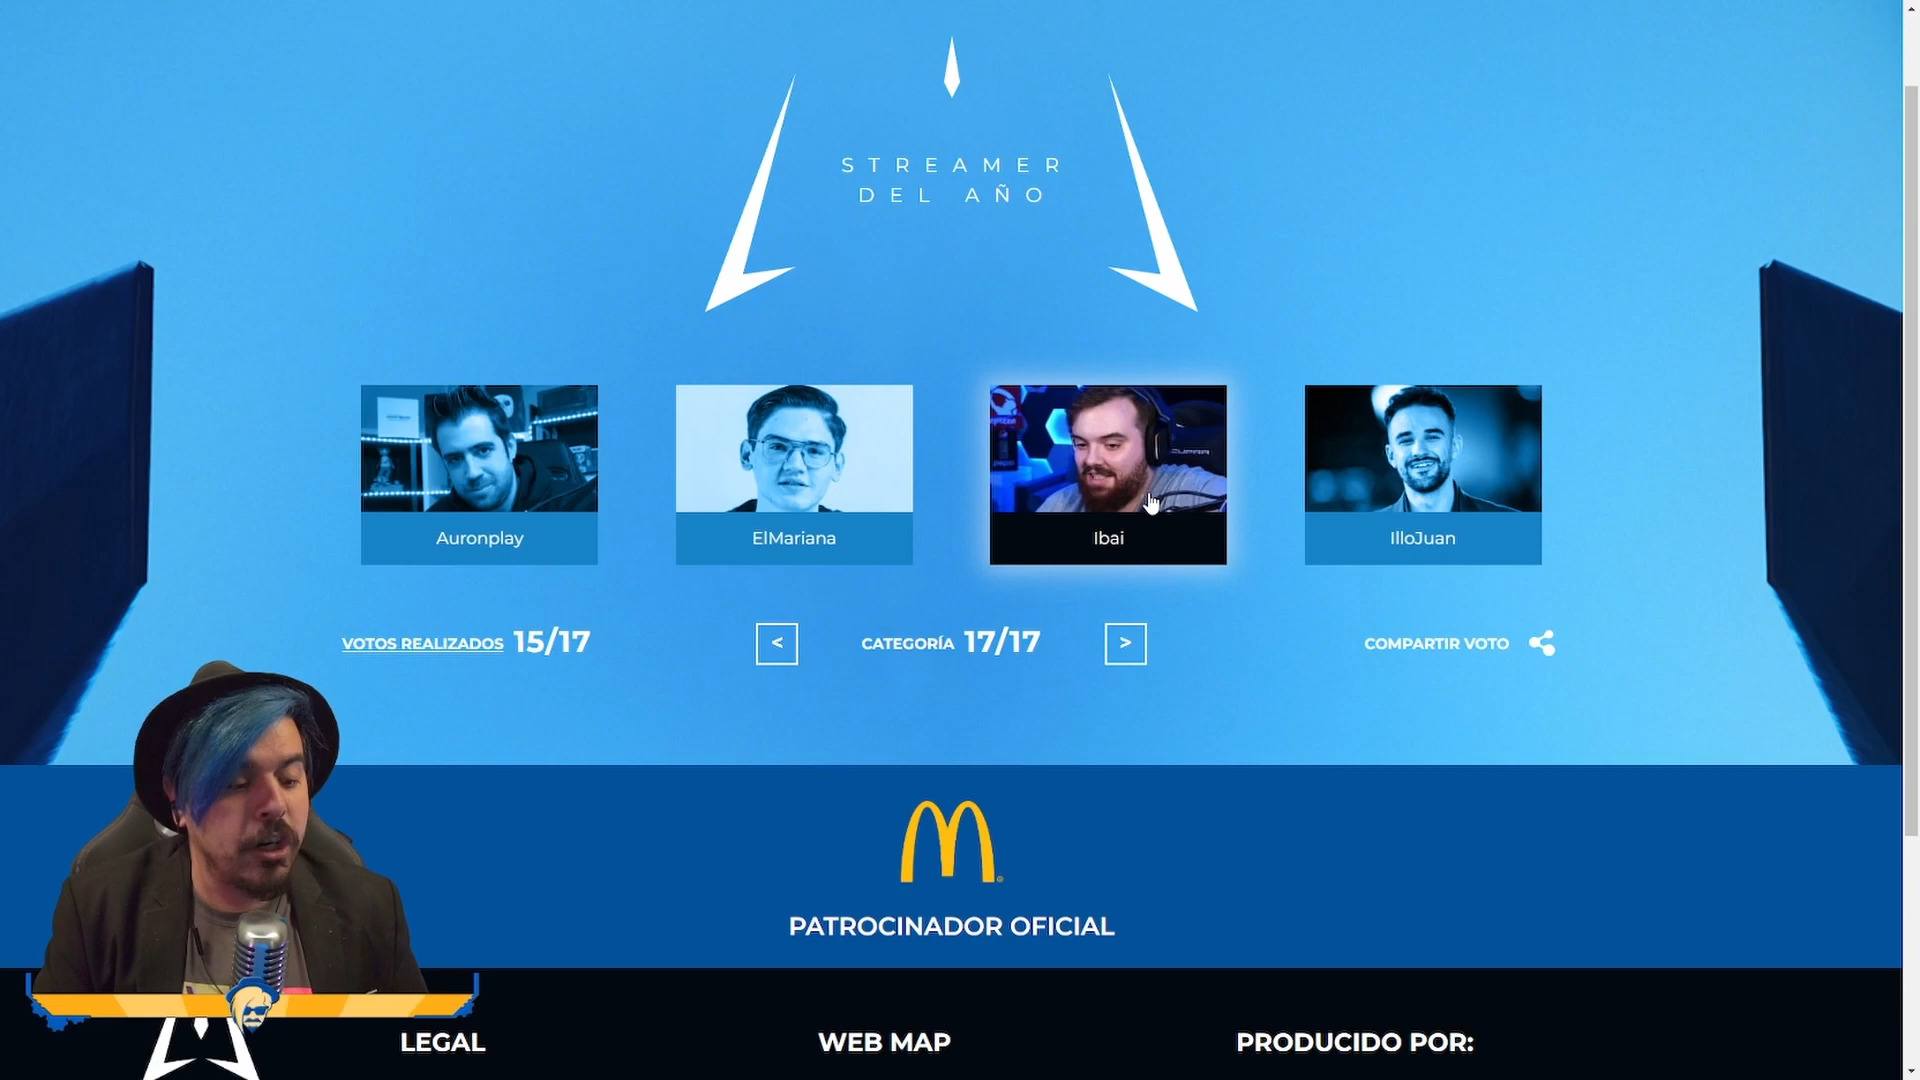 STREAMER
DEL AÑO
Auronplay
ElMariana
CUPRA
Ibai
IlloJuan
VOTOS REALIZADOS 15/17
<
CATEGORÍA 17/17
>
COMPARTIR VOTO
PATROCINADOR OFICIAL
LEGAL
WEB MAP
PRODUCIDO POR: